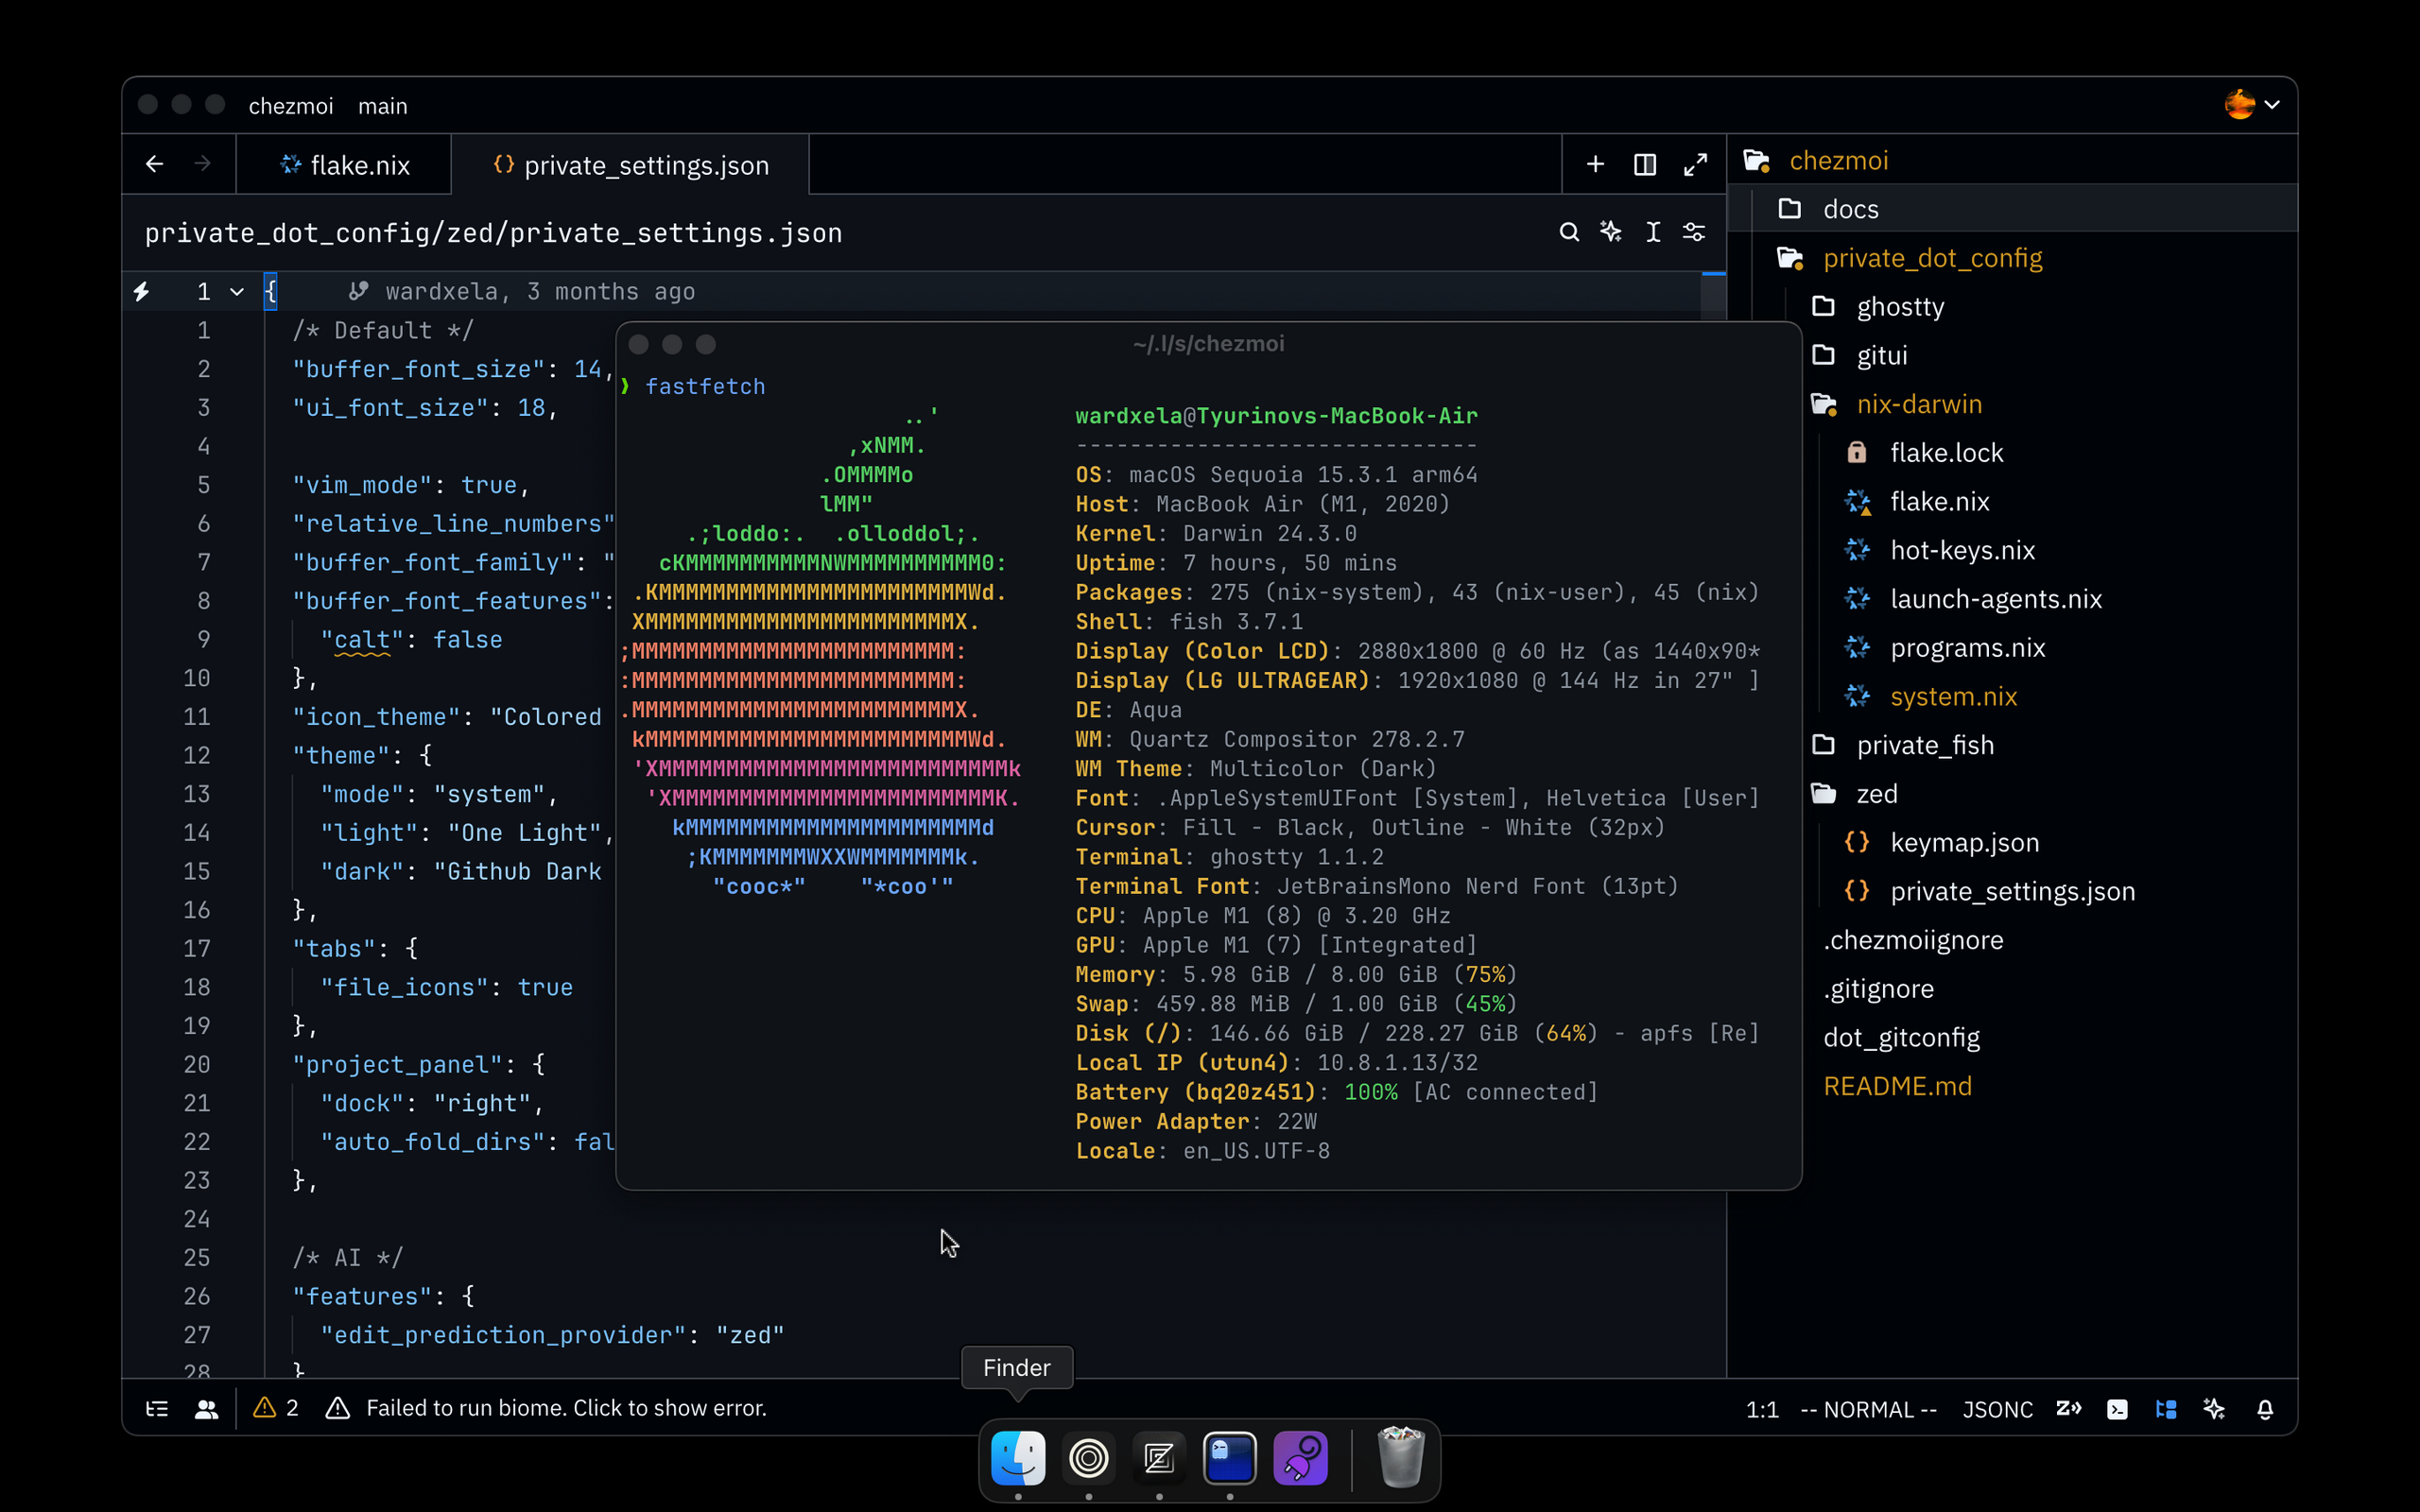 chezmoi main
flake.nix
private_settings.json
private_dot_config/zed/private_settings.json
1 { wardxela, 3 months ago
1 /* Default */
2 "buffer_font_size": 14,
3 "ui_font_size": 18,
4
5 "vim_mode": true,
6 "relative_line_numbers"
7 "buffer_font_family": "
8 "buffer_font_features":
9 "calt": false
10 },
11 "icon_theme": "Colored
12 "theme": {
13 "mode": "system",
14 "light": "One Light",
15 "dark": "Github Dark
16 },
17 "tabs": {
18 "file_icons": true
19 },
20 "project_panel": {
21 "dock": "right",
22 "auto_fold_dirs": fal
23 },
24
25 /* AI */
26 "features": {
27 "edit_prediction_provider": "zed"
28 }
~/.l/s/chezmoi
❯ fastfetch
..'
,xNMM.
.OMMMMo
lMM"
.;loddo:. .olloddol;.
cKMMMMMMMMMMNWMMMMMMMMMM0:
.KMMMMMMMMMMMMMMMMMMMMMMMWd.
XMMMMMMMMMMMMMMMMMMMMMMMX.
;MMMMMMMMMMMMMMMMMMMMMMMM:
:MMMMMMMMMMMMMMMMMMMMMMMM:
.MMMMMMMMMMMMMMMMMMMMMMMMX.
kMMMMMMMMMMMMMMMMMMMMMMMMWd.
'XMMMMMMMMMMMMMMMMMMMMMMMMMMk
'XMMMMMMMMMMMMMMMMMMMMMMMMK.
kMMMMMMMMMMMMMMMMMMMMMMd
;KMMMMMMMWXXWMMMMMMMk.
"cooc*" "*coo'"
wardxela@Tyurinovs-MacBook-Air
------------------------------
OS: macOS Sequoia 15.3.1 arm64
Host: MacBook Air (M1, 2020)
Kernel: Darwin 24.3.0
Uptime: 7 hours, 50 mins
Packages: 275 (nix-system), 43 (nix-user), 45 (nix)
Shell: fish 3.7.1
Display (Color LCD): 2880x1800 @ 60 Hz (as 1440x90*
Display (LG ULTRAGEAR): 1920x1080 @ 144 Hz in 27" ]
DE: Aqua
WM: Quartz Compositor 278.2.7
WM Theme: Multicolor (Dark)
Font: .AppleSystemUIFont [System], Helvetica [User]
Cursor: Fill - Black, Outline - White (32px)
Terminal: ghostty 1.1.2
Terminal Font: JetBrainsMono Nerd Font (13pt)
CPU: Apple M1 (8) @ 3.20 GHz
GPU: Apple M1 (7) [Integrated]
Memory: 5.98 GiB / 8.00 GiB (75%)
Swap: 459.88 MiB / 1.00 GiB (45%)
Disk (/): 146.66 GiB / 228.27 GiB (64%) - apfs [Re]
Local IP (utun4): 10.8.1.13/32
Battery (bq20z451): 100% [AC connected]
Power Adapter: 22W
Locale: en_US.UTF-8
chezmoi
docs
private_dot_config
ghostty
gitui
nix-darwin
flake.lock
flake.nix
hot-keys.nix
launch-agents.nix
programs.nix
system.nix
private_fish
zed
keymap.json
private_settings.json
.chezmoiignore
.gitignore
dot_gitconfig
README.md
Finder
2 Failed to run biome. Click to show error.
1:1 -- NORMAL -- JSONC